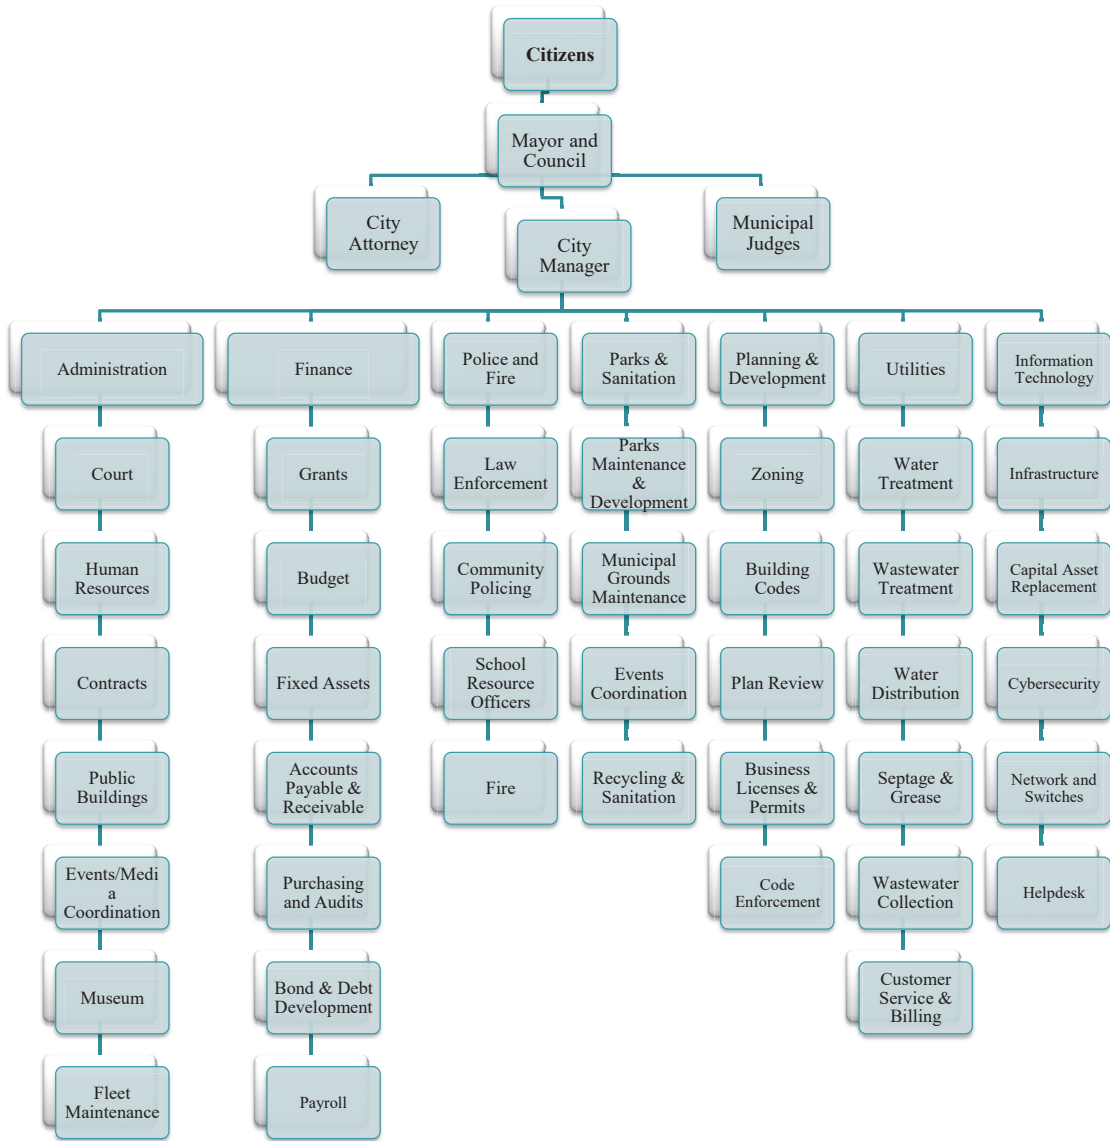 Citizens
Mayor and
Council
City
Attorney
City
Manager
Municipal
Judges
Administration
Finance
Police and
Fire
Parks &
Sanitation
Planning &
Development
Utilities
Information
Technology
Court
Grants
Law
Enforcement
Parks
Maintenance
&
Development
Zoning
Water
Treatment
Infrastructure
Human
Resources
Budget
Community
Policing
Municipal
Grounds
Maintenance
Building
Codes
Wastewater
Treatment
Capital Asset
Replacement
Contracts
Fixed Assets
School
Resource
Officers
Events
Coordination
Plan Review
Water
Distribution
Cybersecurity
Public
Buildings
Accounts
Payable &
Receivable
Fire
Recycling &
Sanitation
Business
Licenses &
Permits
Septage &
Grease
Network and
Switches
Events/Medi
a
Coordination
Purchasing
and Audits
Code
Enforcement
Wastewater
Collection
Helpdesk
Museum
Bond & Debt
Development
Customer
Service &
Billing
Fleet
Maintenance
Payroll